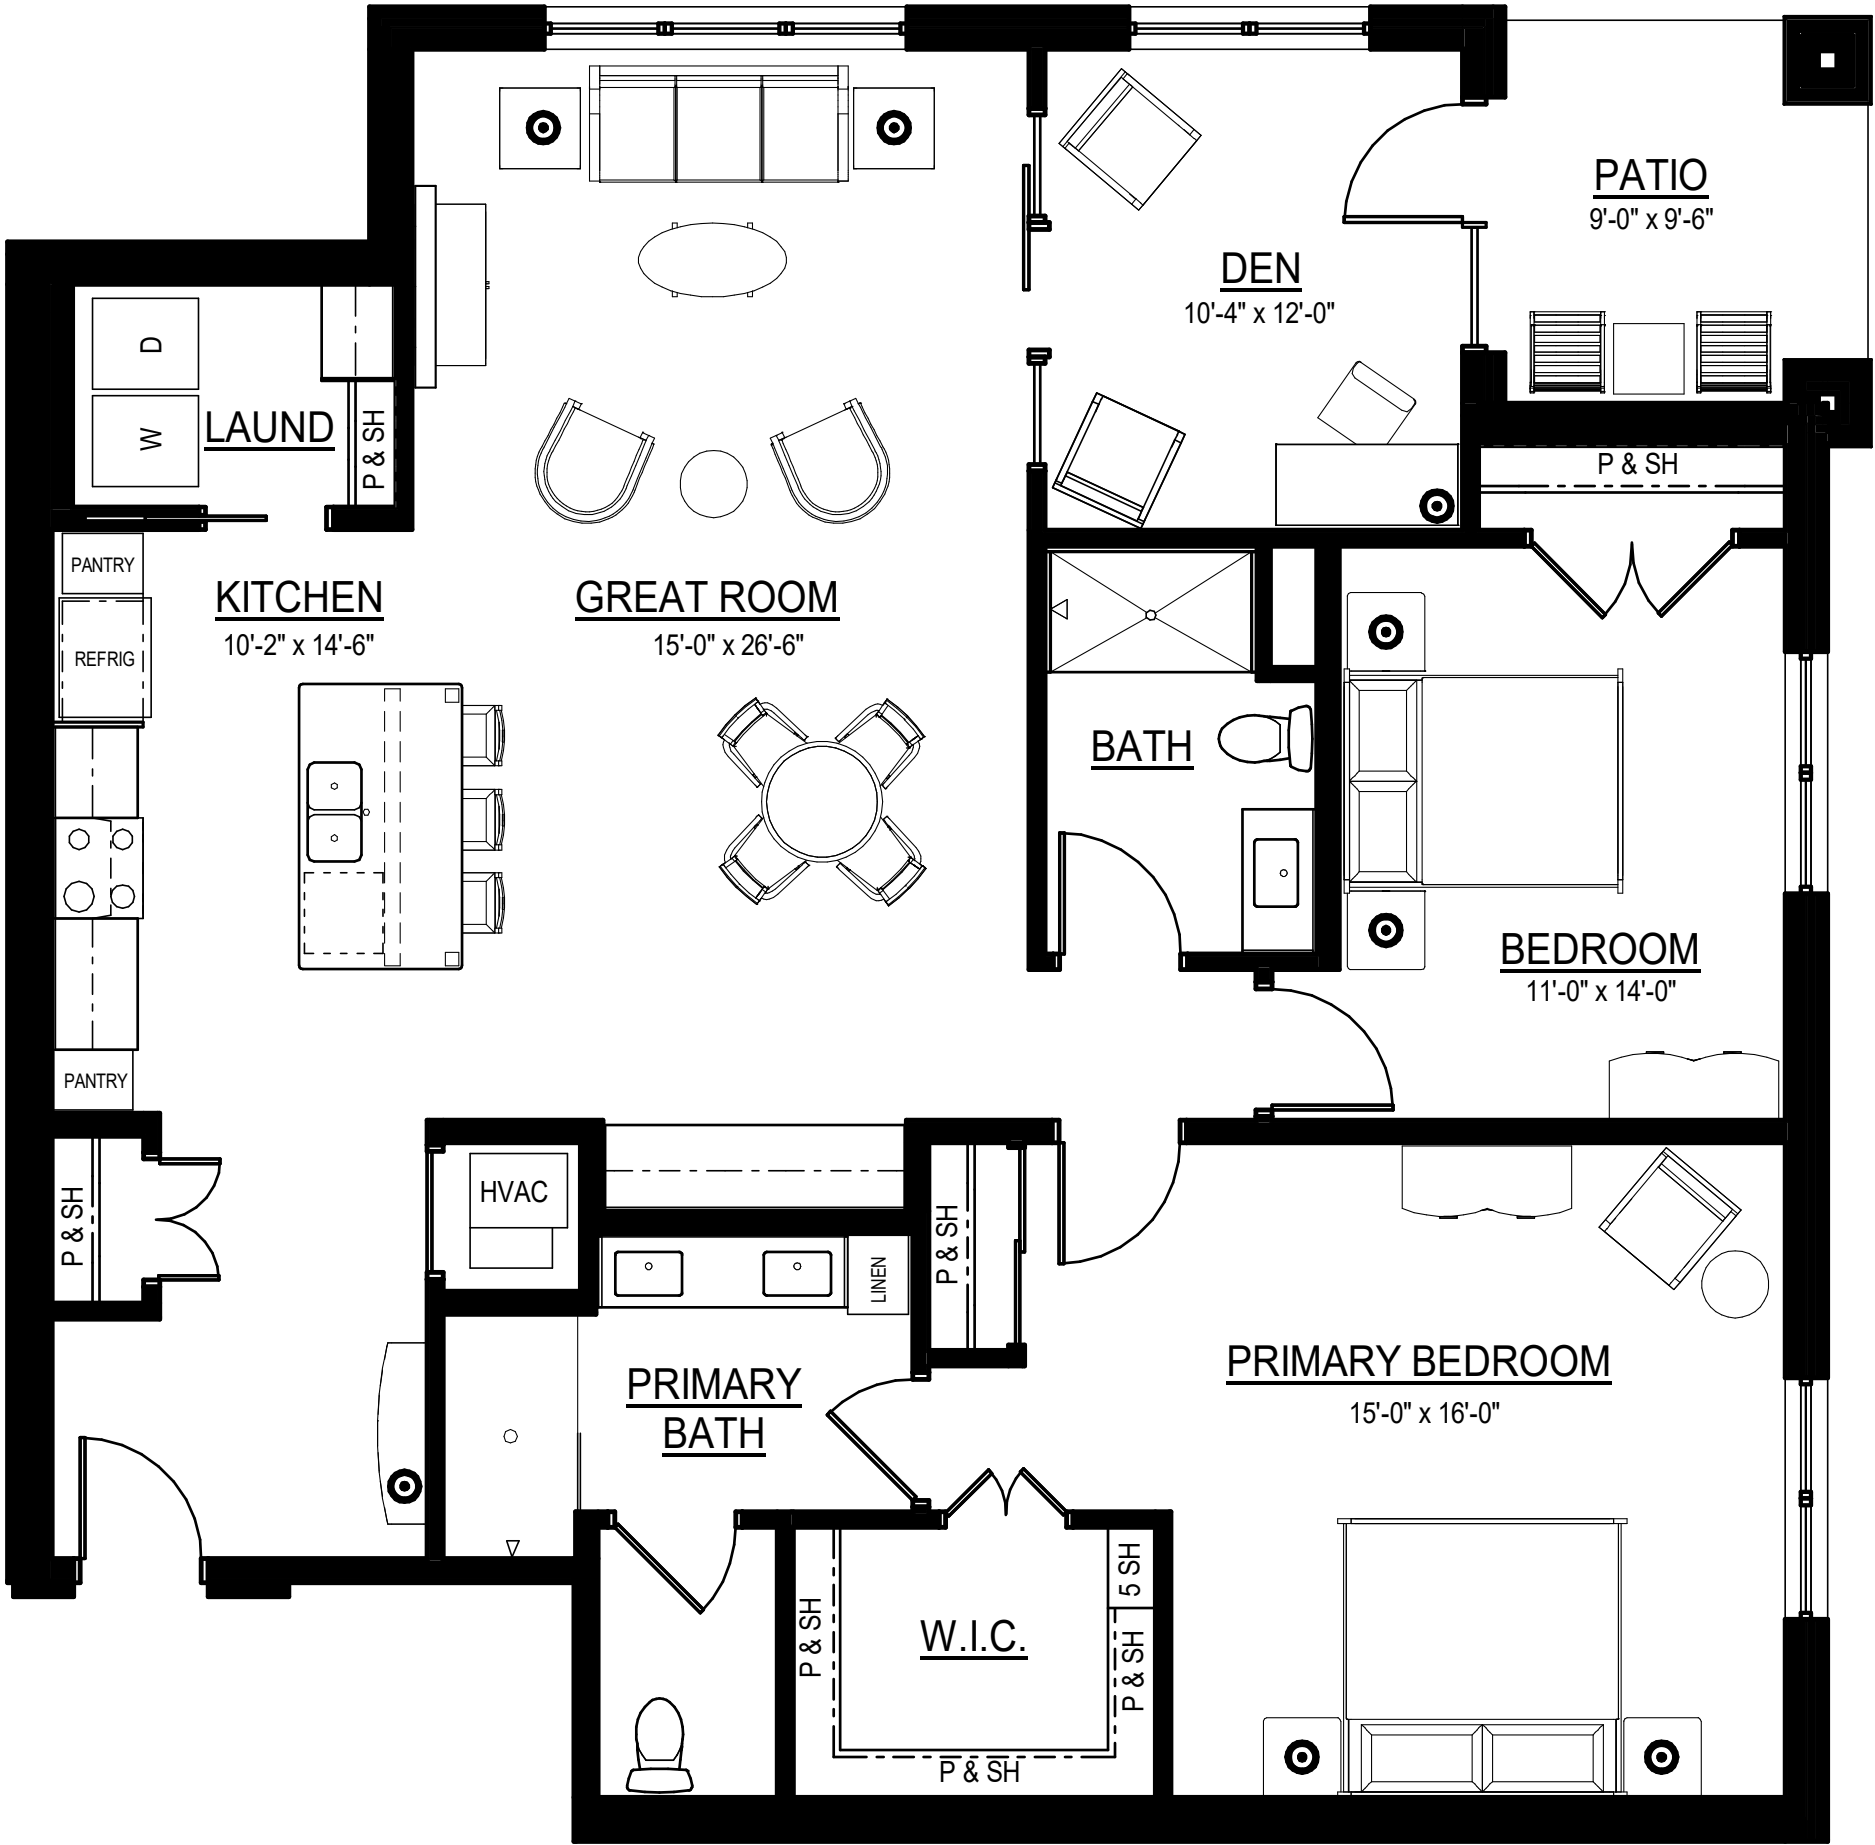 PATIO
9'-0" x 9'-6"
DEN
10'-4" x 12'-0"
D
W
LAUND
P & SH
P & SH
PANTRY
REFRIG
KITCHEN
10'-2" x 14'-6"
GREAT ROOM
15'-0" x 26'-6"
BATH
BEDROOM
11'-0" x 14'-0"
PANTRY
P & SH
HVAC
LINEN
P & SH
PRIMARY
BATH
PRIMARY BEDROOM
15'-0" x 16'-0"
P & SH
W.I.C.
5 SH
P & SH
P & SH